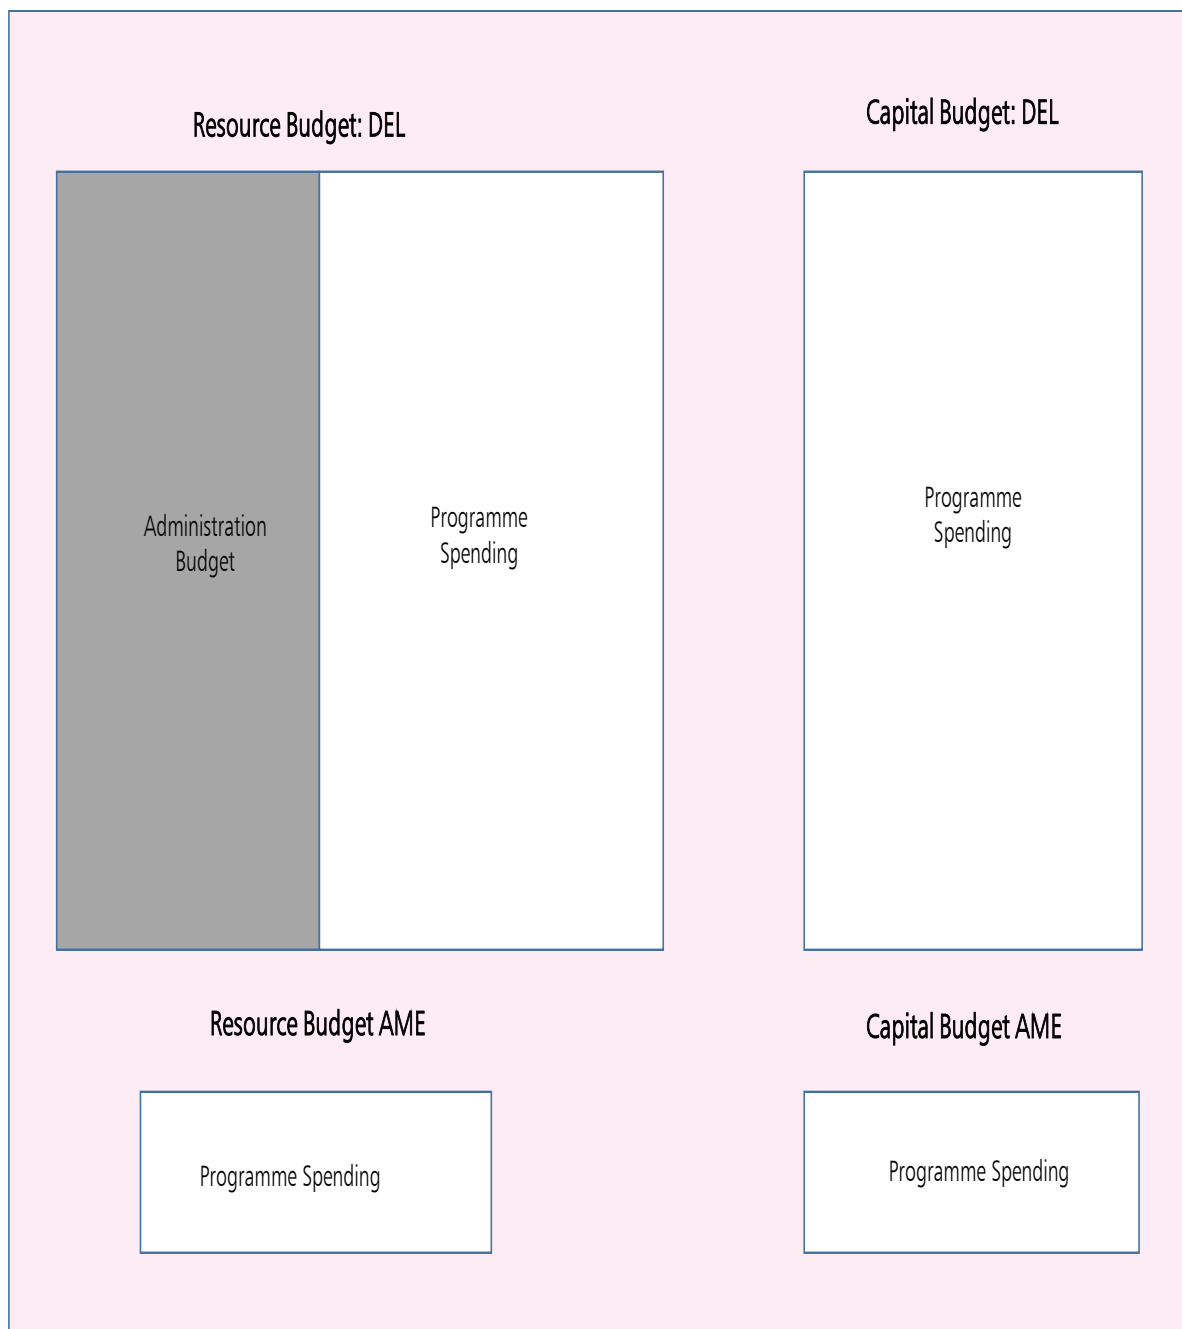 Resource Budget: DEL
Capital Budget: DEL
Administration
Budget
Programme
Spending
Programme
Spending
Resource Budget AME
Capital Budget AME
Programme Spending
Programme Spending